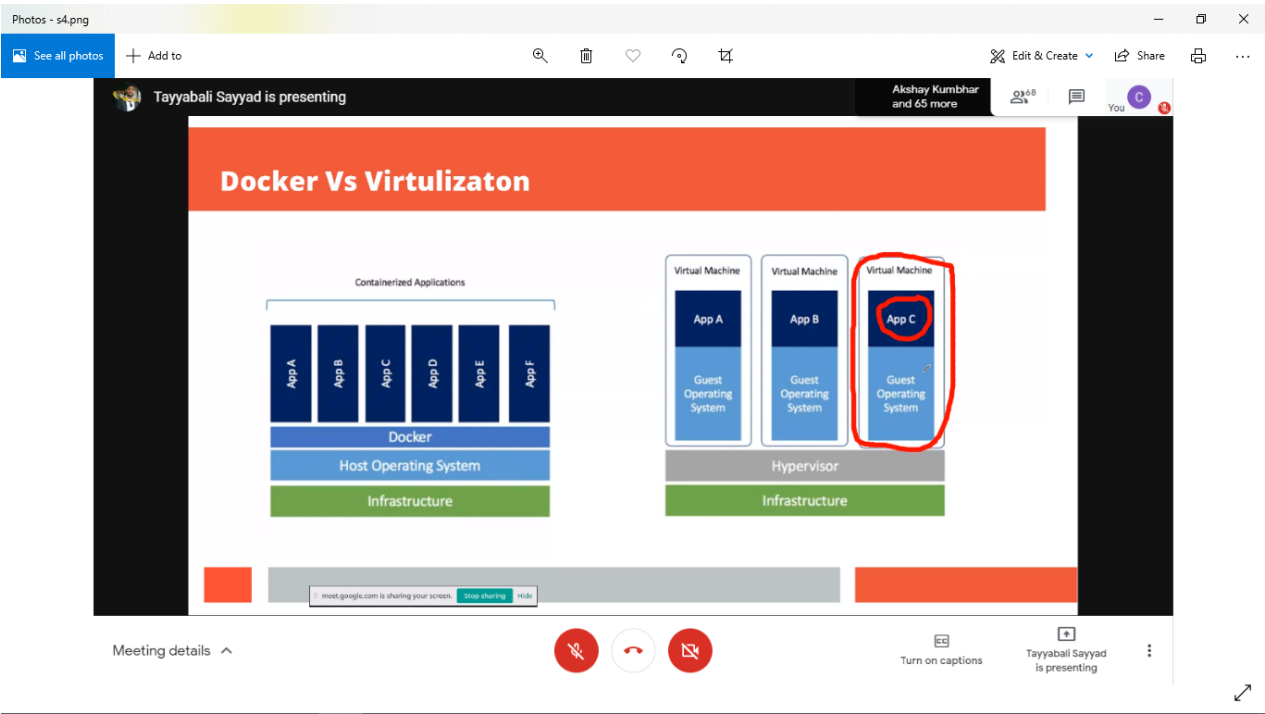 Photos - s4.png
See all photos
Add to
Edit & Create
Share
Tayyabali Sayyad is presenting
Akshay Kumbhar
and 65 more
68
You
C
Docker Vs Virtulizaton
Containerized Applications
App A
App B
App C
App D
App E
App F
Docker
Host Operating System
Infrastructure
Virtual Machine
App A
Guest
Operating
System
Virtual Machine
App B
Guest
Operating
System
Virtual Machine
App C
Guest
Operating
System
Hypervisor
Infrastructure
meet.google.com is sharing your screen.
Stop sharing
Hide
Meeting details
CC
Turn on captions
Tayyabali Sayyad
is presenting